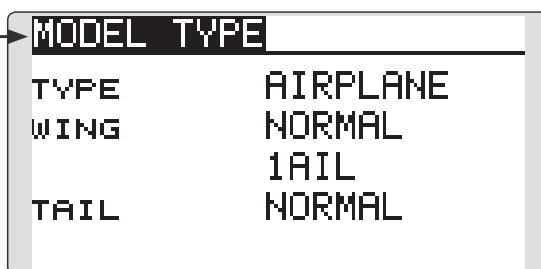 MODEL TYPE
TYPE AIRPLANE
WING NORMAL
1AIL
TAIL NORMAL